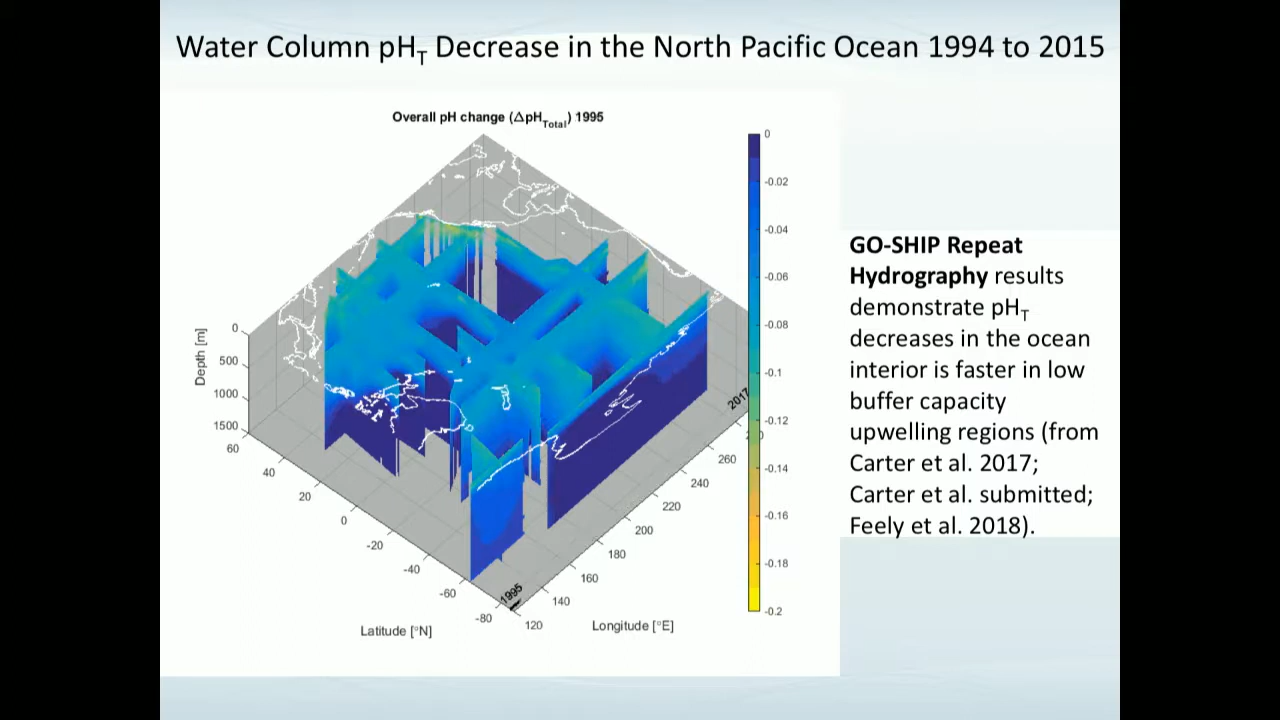 Water Column pHT Decrease in the North Pacific Ocean 1994 to 2015
Overall pH change (ΔpHTotal) 1995
0
-0.02
-0.04
-0.06
-0.08
-0.1
-0.12
-0.14
-0.16
-0.18
-0.2
Depth [m]
0
500
1000
1500
60
40
20
0
-20
-40
-60
-80
Latitude [°N]
1995
120
140
160
180
200
220
240
260
2017
Longitude [°E]
GO-SHIP Repeat
Hydrography results
demonstrate pHT
decreases in the ocean
interior is faster in low
buffer capacity
upwelling regions (from
Carter et al. 2017;
Carter et al. submitted;
Feely et al. 2018).